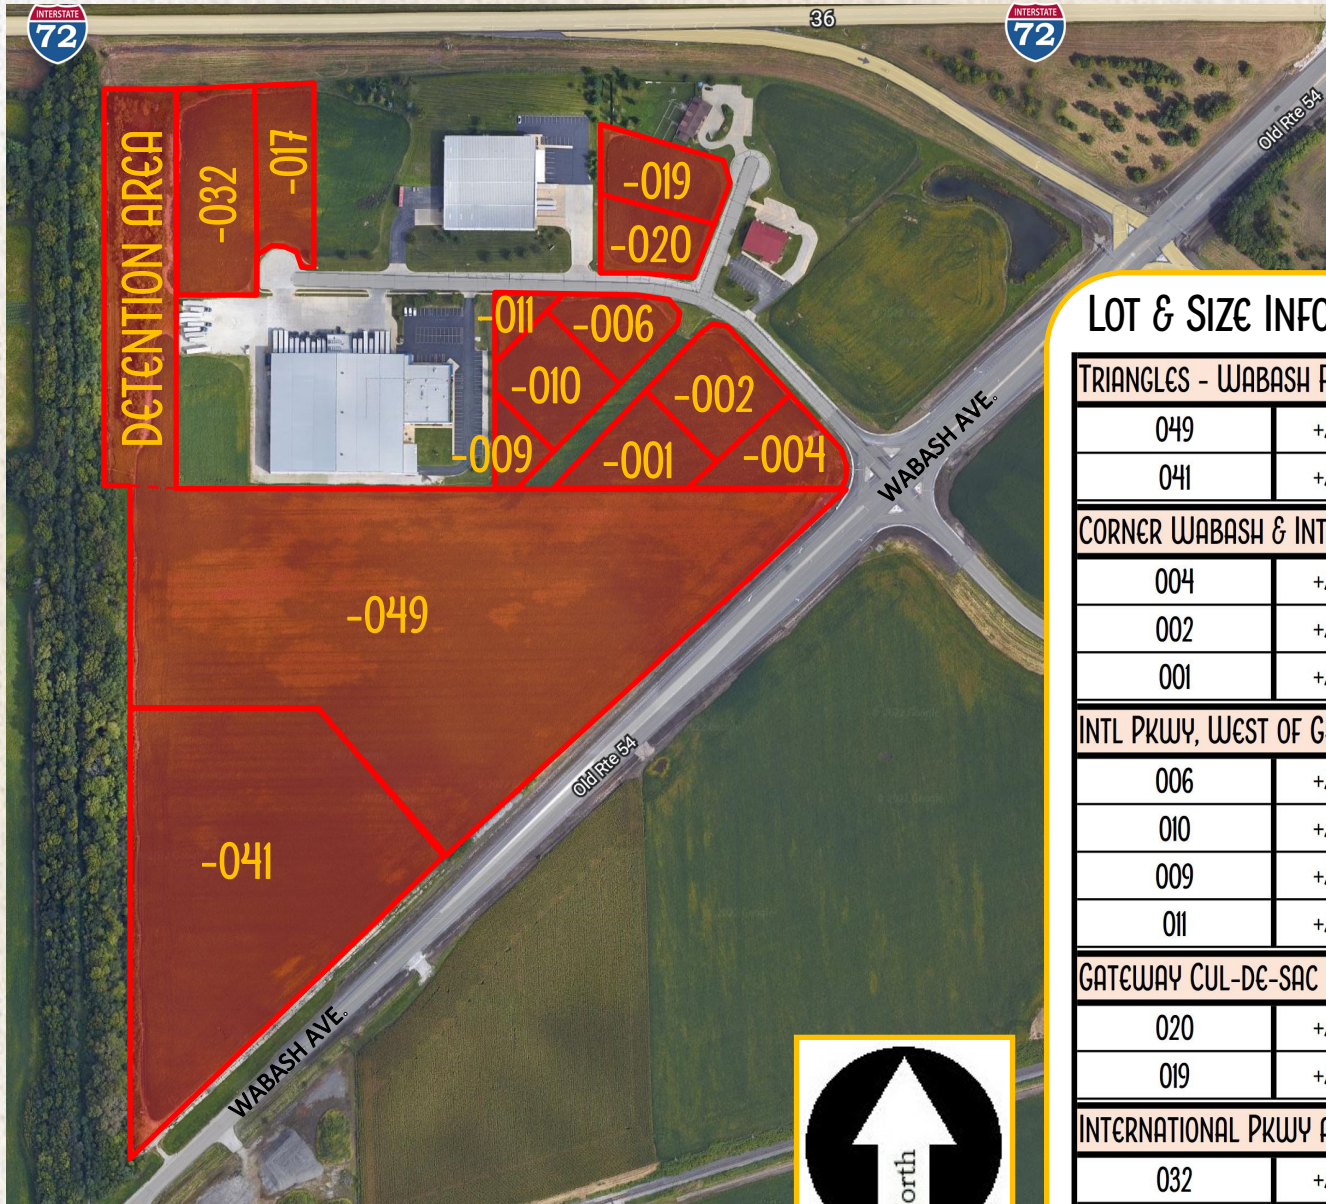 INTERSTATE
72
36
INTERSTATE
72
Old Rte 54
DETENTION AREA
-032
-017
-019
-020
-011
-006
-010
-002
-009
-001
-004
WABASH AVE.
-049
Old Rte 54
-041
WABASH AVE.
LOT & SIZE INFO
TRIANGLES - WABASH
049 +
041 +
CORNER WABASH & INT
004 +
002 +
001 +
INTL PKWY, WEST OF G
006 +
010 +
009 +
011 +
GATEWAY CUL-DE-SAC
020 +
019 +
INTERNATIONAL PKWY
032 +
orth